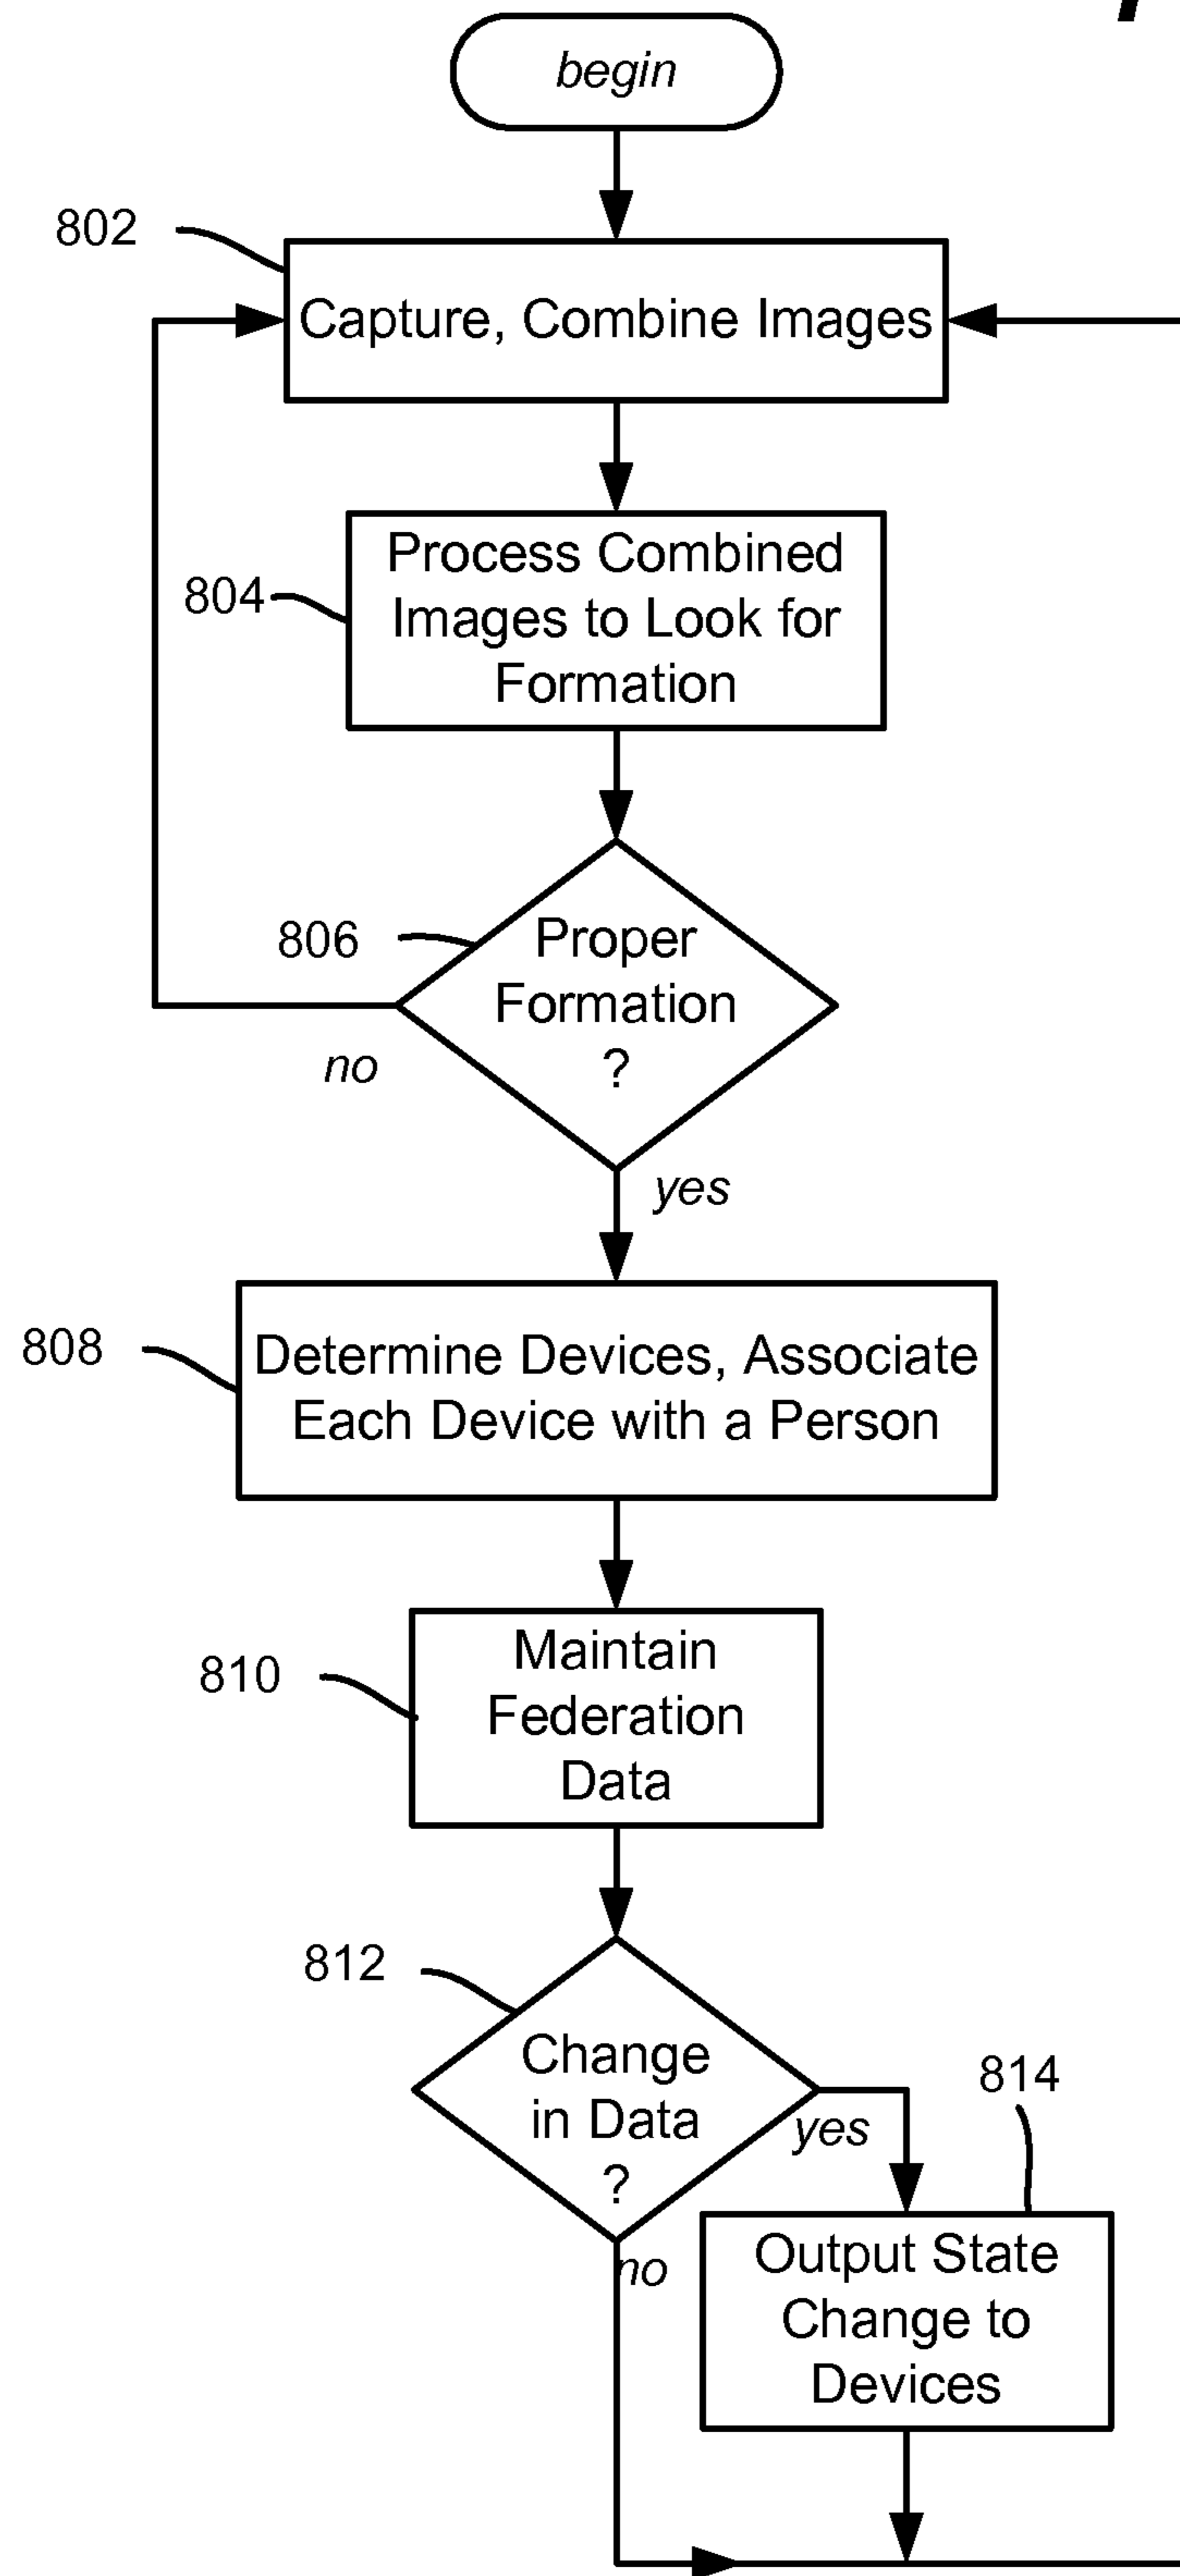 begin
802
Capture, Combine Images
804
Process Combined
Images to Look for
Formation
806
Proper
Formation
?
no
yes
808
Determine Devices, Associate
Each Device with a Person
810
Maintain
Federation
Data
812
Change
in Data
?
814
yes
no
Output State
Change to
Devices